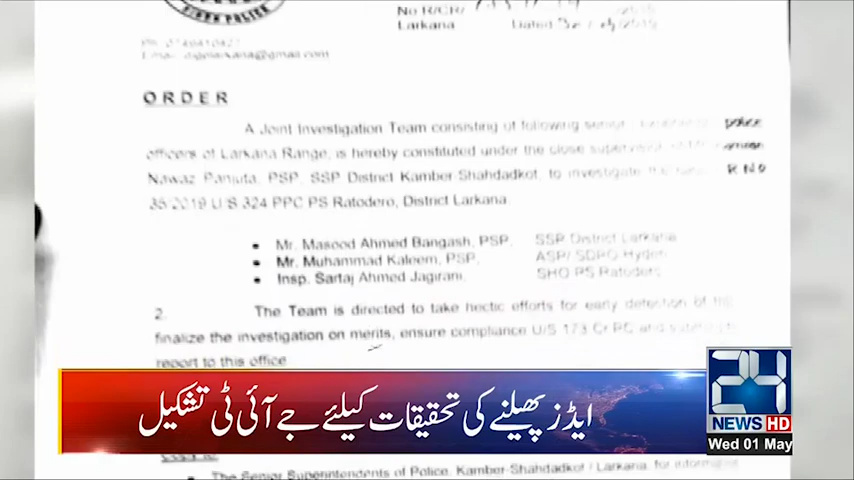 SINDH POLICE
No R/CR/ /2019
Larkana Dated /2019
Email: digplarkana@gmail.com
ORDER
A Joint Investigation Team consisting of following senior police
officers of Larkana Range, is hereby constituted under the close
Nawaz Panjuta, PSP, SSP District Kamber-Shahdadkot, to investigate the
35/2019 U/S 324 PPC PS Ratodero, District Larkana
• Mr. Masood Ahmed Bangash, PSP, SSP District Larkana
• Mr. Muhammad Kaleem, PSP, ASP/ SDPO Hyderi
• Insp. Sartaj Ahmed Jagirani, SHO PS Ratodero
2. The Team is directed to take hectic efforts for early detection of
finalize the investigation on merits, ensure compliance U/S 173 Cr.PC and
report to this office
ایڈز پھیلنے کی تحقیقات کیلئے جے آئی ٹی تشکیل
24
NEWS HD
Wed 01 May
• The Senior Superintendents of Police, Kamber-Shahdadkot / Larkana, for